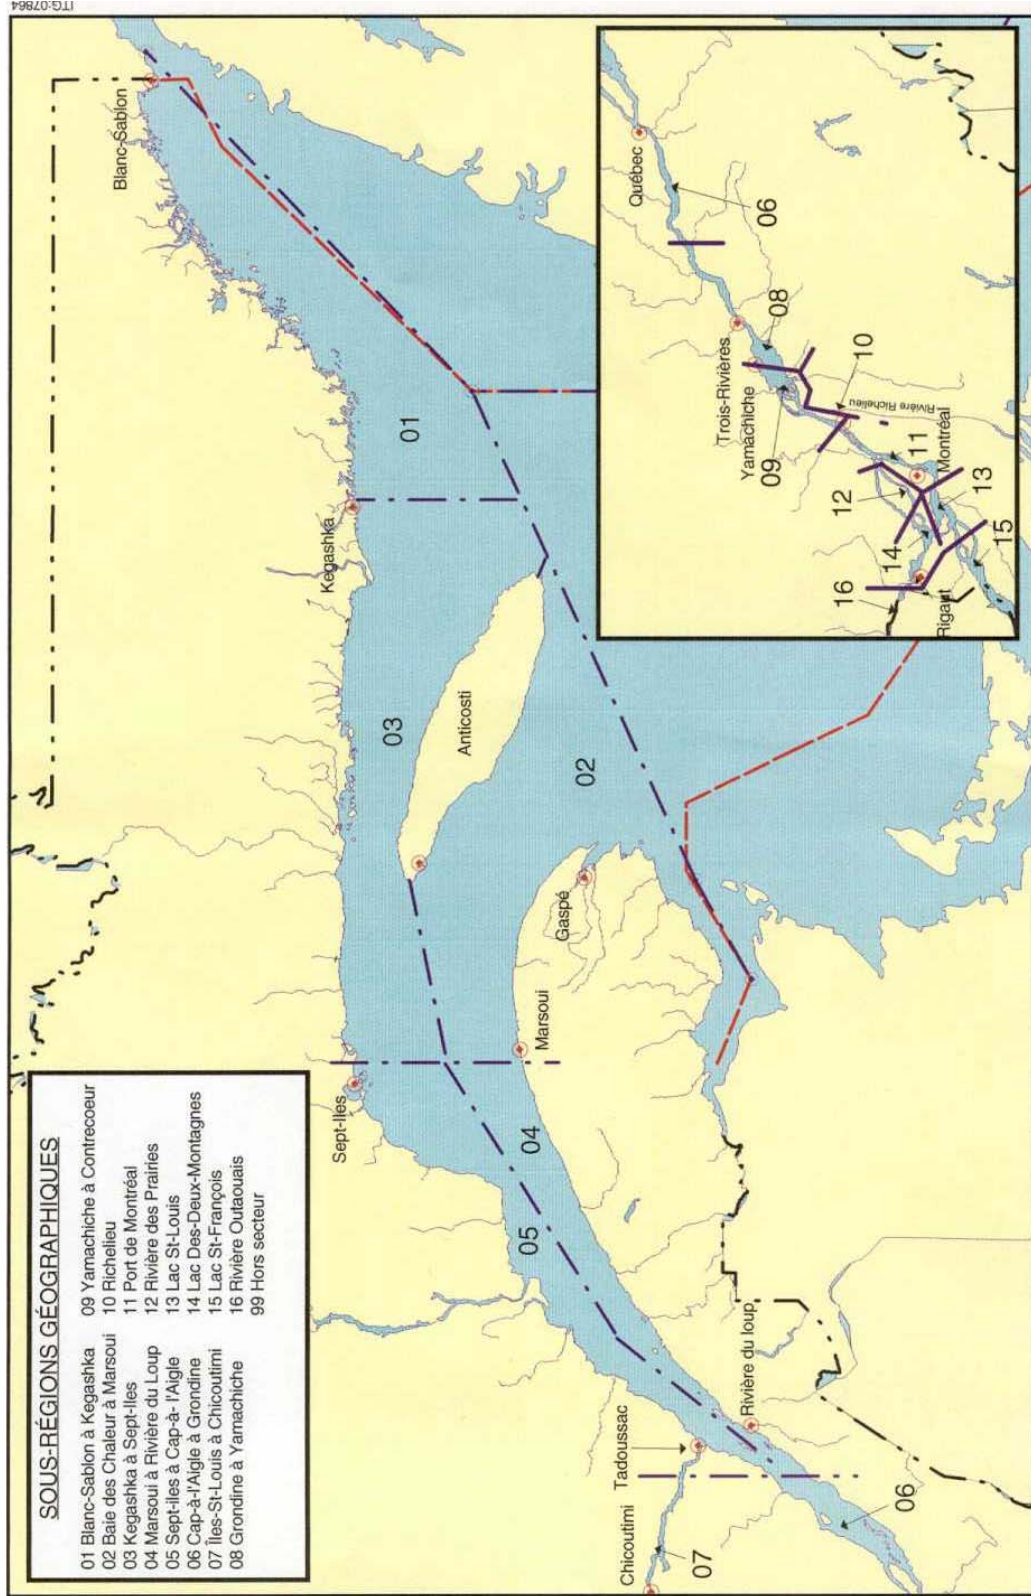 ITG:07864
SOUS-RÉGIONS GÉOGRAPHIQUES
01 Blanc-Sablon à Kegashka
02 Baie des Chaleur à Marsoui
03 Kegashka à Sept-Iles
04 Marsoui à Rivière du Loup
05 Sept-Iles à Cap-à- l'Aigle
06 Cap-à-l'Aigle à Grondine
07 Îles-St-Louis à Chicoutimi
08 Grondine à Yamachiche
09 Yamachiche à Contrecoeur
10 Richelieu
11 Port de Montréal
12 Rivière des Prairies
13 Lac St-Louis
14 Lac Des-Deux-Montagnes
15 Lac St-François
16 Rivière Outaouais
99 Hors secteur
Blanc-Sablon
Kegashka
Sept-Iles
01
03
Anticosti
02
Gaspé
Marsoui
04
05
Rivière du loup
Tadoussac
Chicoutimi
07
06
Québec
06
Trois-Rivières
08
Yamachiche
09
10
Rivière Richelieu
11
Montréal
12
13
14
15
16
Rigaut